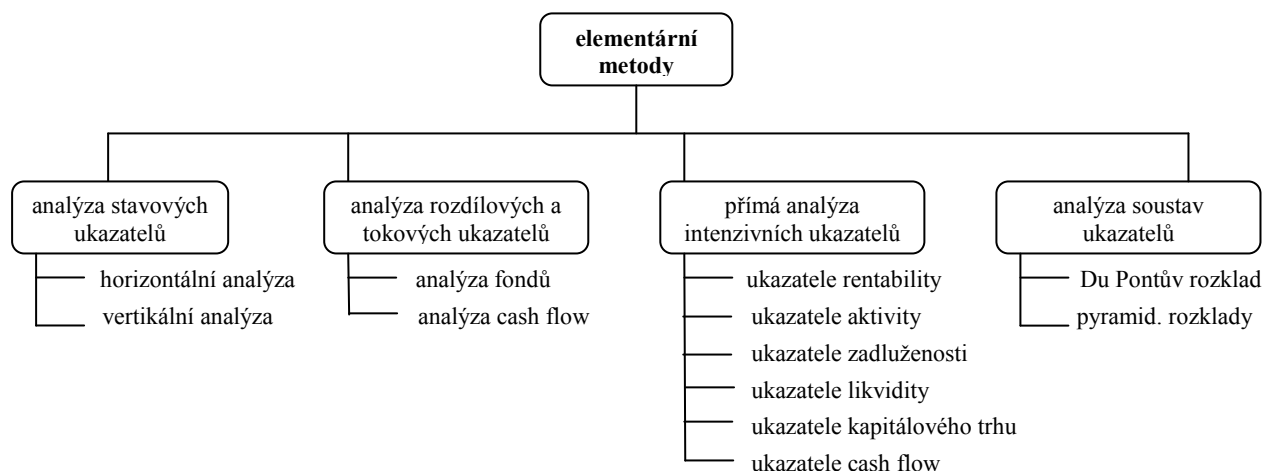 elementární
metody
analýza stavových
ukazatelů
horizontální analýza
vertikální analýza
analýza rozdílových a
tokových ukazatelů
analýza fondů
analýza cash flow
přímá analýza
intenzivních ukazatelů
ukazatele rentability
ukazatele aktivity
ukazatele zadluženosti
ukazatele likvidity
ukazatele kapitálového trhu
ukazatele cash flow
analýza soustav
ukazatelů
Du Pontův rozklad
pyramid. rozklady